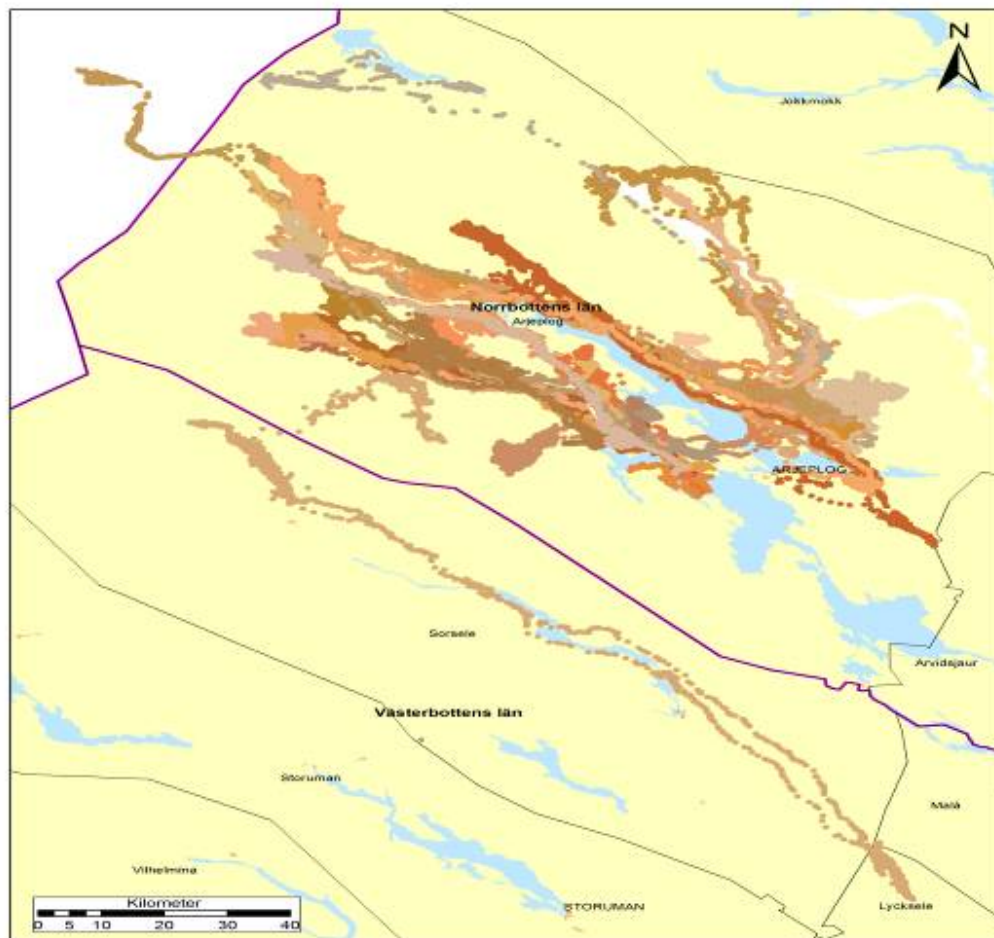 N
Jokkmokk
Norrbottens län
Arjeplog
ARJEPLOG
Sorsele
Arvidsjaur
Västerbottens län
Storuman
Malå
Vilhelmina
Kilometer
0 5 10 20 30 40
STORUMAN
Lycksele